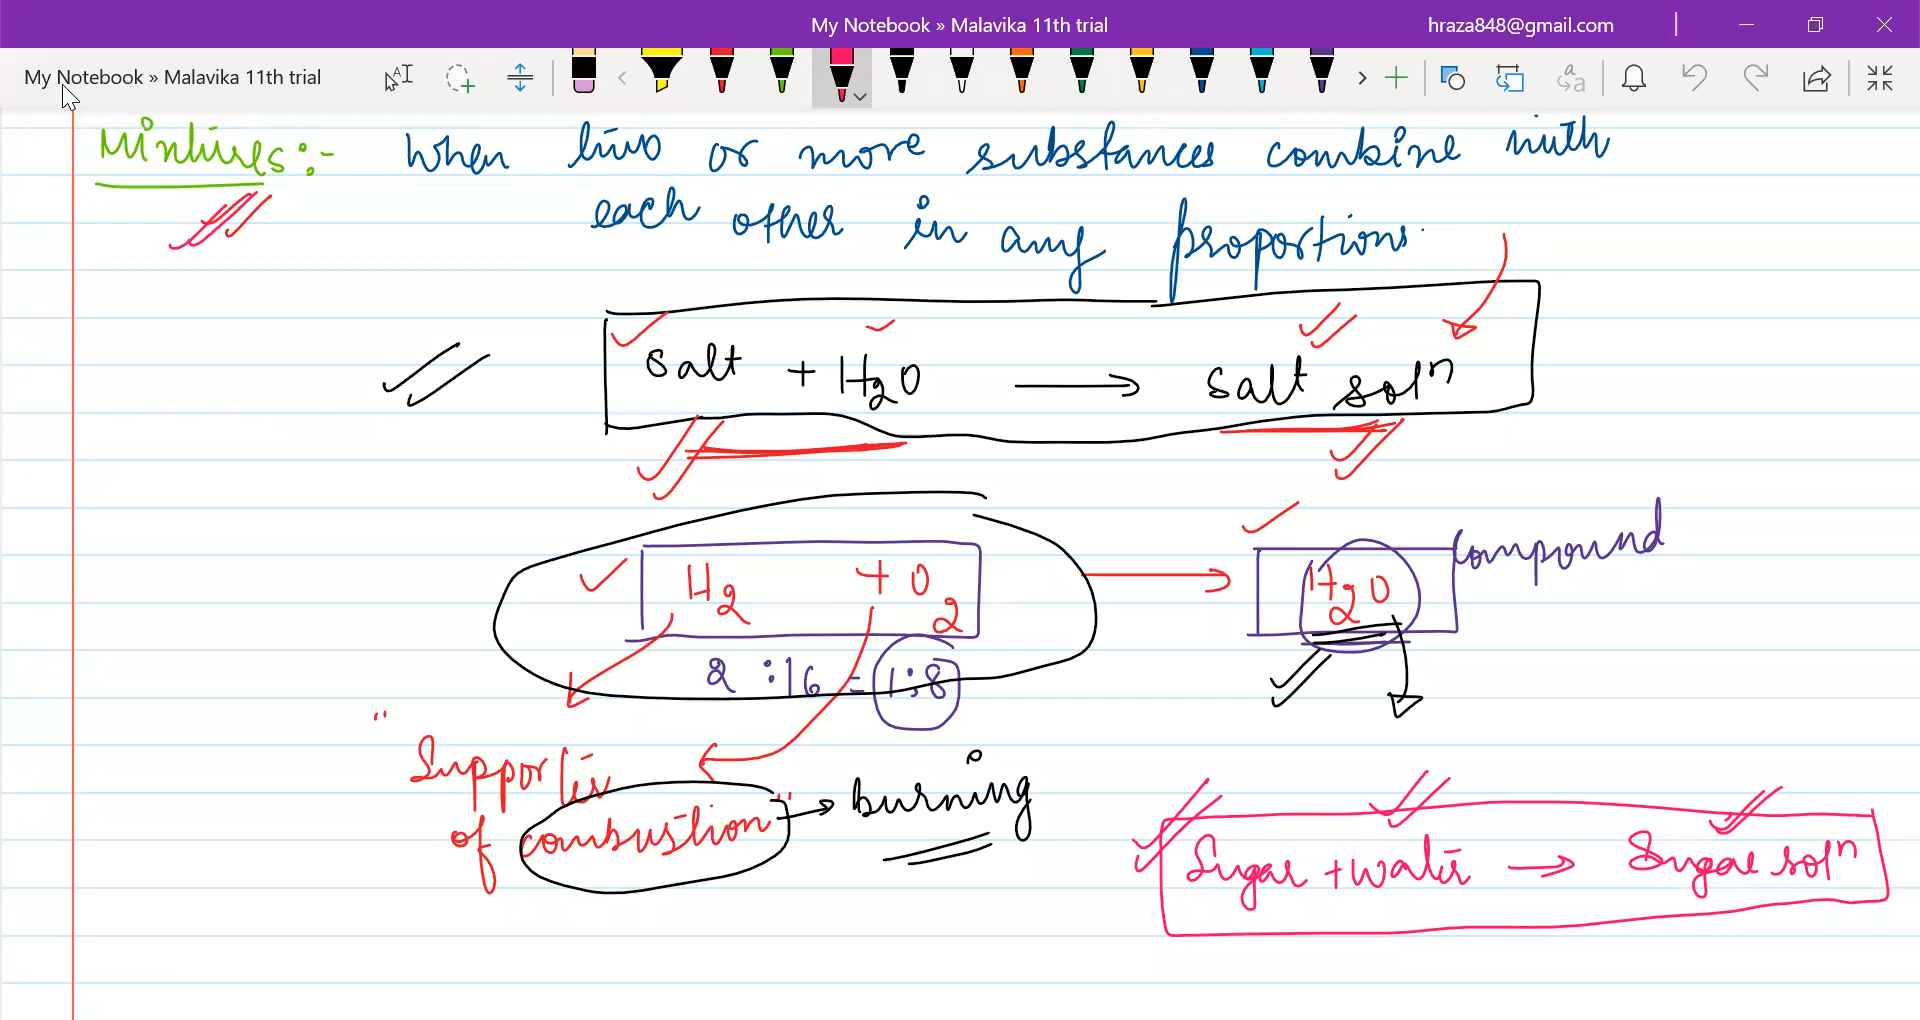 My Notebook » Malavika 11th trial
hraza848@gmail.com
My Notebook » Malavika 11th trial
Mixtures:- When two or more substances combine with
each other in any proportions.
Salt + H2O → Salt solⁿ
H2 + O2 → H2O Compound
2 : 16 = 1:8
"Supporter
of combustion" → burning
Sugar + water → Sugar solⁿ